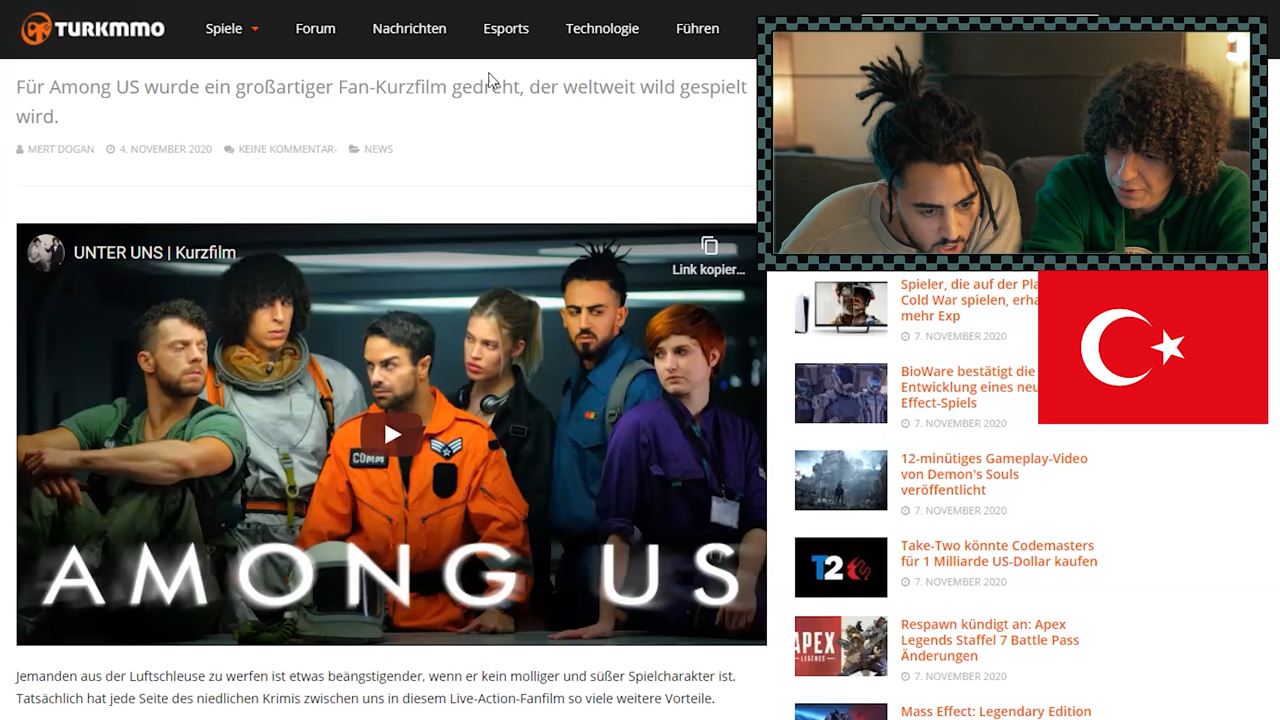 TURKMMO
Spiele
Forum
Nachrichten
Esports
Technologie
Führen
Für Among US wurde ein großartiger Fan-Kurzfilm gedreht, der weltweit wild gespielt
wird.
MERT DOGAN
4. NOVEMBER 2020
KEINE KOMMENTAR-
NEWS
UNTER UNS | Kurzfilm
Link kopier...
COMM
AMONG US
Jemanden aus der Luftschleuse zu werfen ist etwas beängstigender, wenn er kein molliger und süßer Spielcharakter ist.
Tatsächlich hat jede Seite des niedlichen Krimis zwischen uns in diesem Live-Action-Fanfilm so viele weitere Vorteile.
Spieler, die auf der Pla
Cold War spielen, erha
mehr Exp
7. NOVEMBER 2020
BioWare bestätigt die
Entwicklung eines neu
Effect-Spiels
7. NOVEMBER 2020
12-minütiges Gameplay-Video
von Demon's Souls
veröffentlicht
7. NOVEMBER 2020
T2
Take-Two könnte Codemasters
für 1 Milliarde US-Dollar kaufen
7. NOVEMBER 2020
APEX
LEGENDS
Respawn kündigt an: Apex
Legends Staffel 7 Battle Pass
Änderungen
7. NOVEMBER 2020
Mass Effect: Legendary Edition